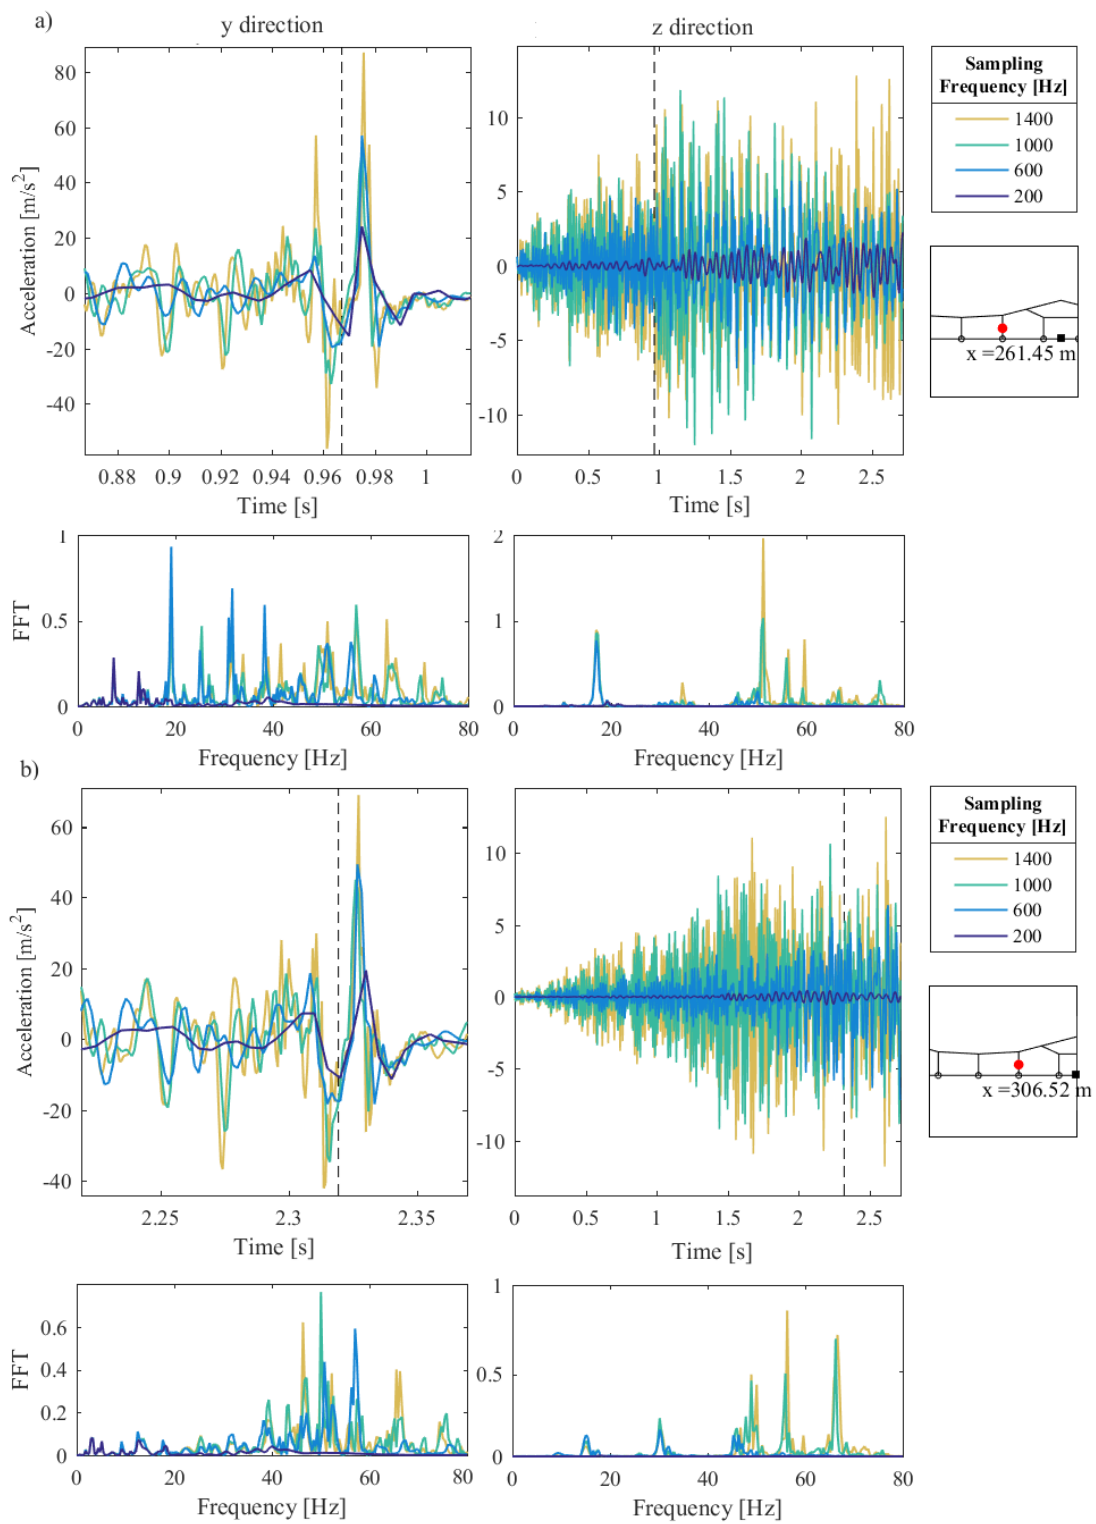 a)
y direction
z direction
Acceleration [m/s²]
80
60
40
20
0
-20
-40
0.88 0.9 0.92 0.94 0.96 0.98 1
Time [s]
10
5
0
-5
-10
0 0.5 1 1.5 2 2.5
Time [s]
Sampling
Frequency [Hz]
1400
1000
600
200
x =261.45 m
FFT
1
0.5
0
0 20 40 60 80
Frequency [Hz]
2
1
0
0 20 40 60 80
Frequency [Hz]
b)
Acceleration [m/s²]
60
40
20
0
-20
-40
2.25 2.3 2.35
Time [s]
10
5
0
-5
-10
0 0.5 1 1.5 2 2.5
Time [s]
Sampling
Frequency [Hz]
1400
1000
600
200
x =306.52 m
FFT
0.6
0.4
0.2
0
0 20 40 60 80
Frequency [Hz]
1
0.5
0
0 20 40 60 80
Frequency [Hz]